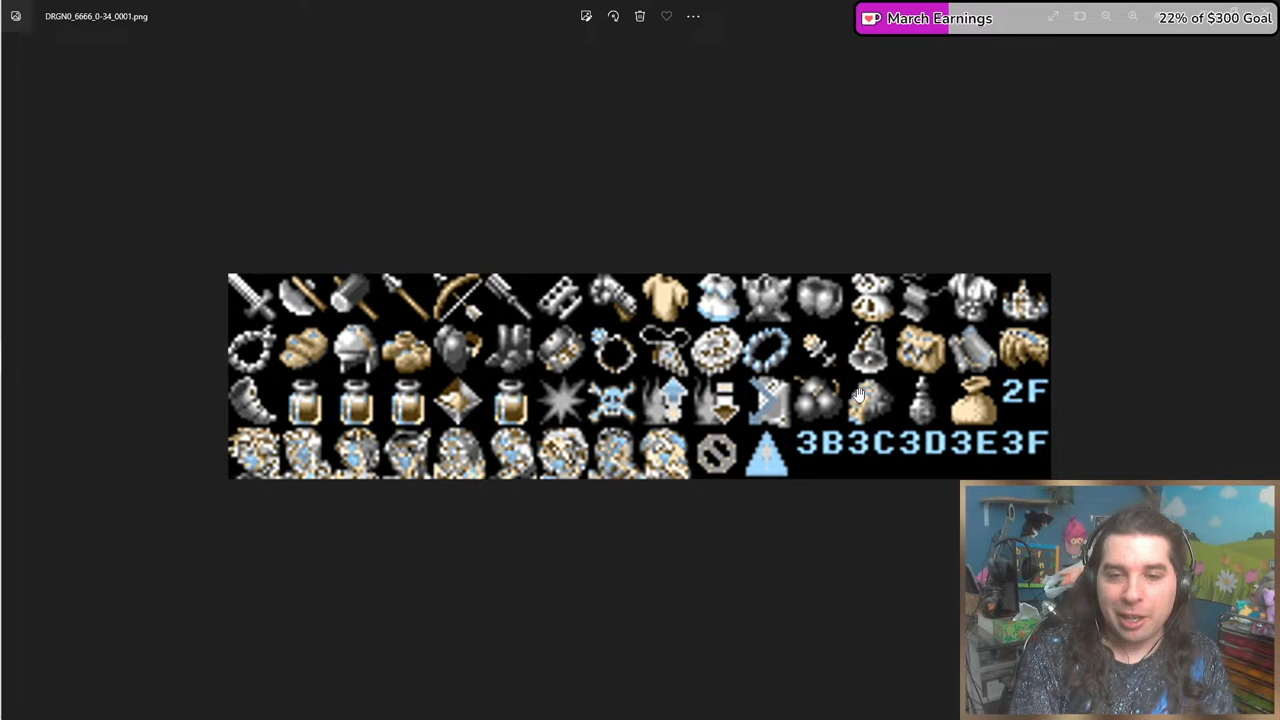 DRGN0_6666_0-34_0001.png
March Earnings 22% of $300 Goal
2F
3B3C3D3E3F